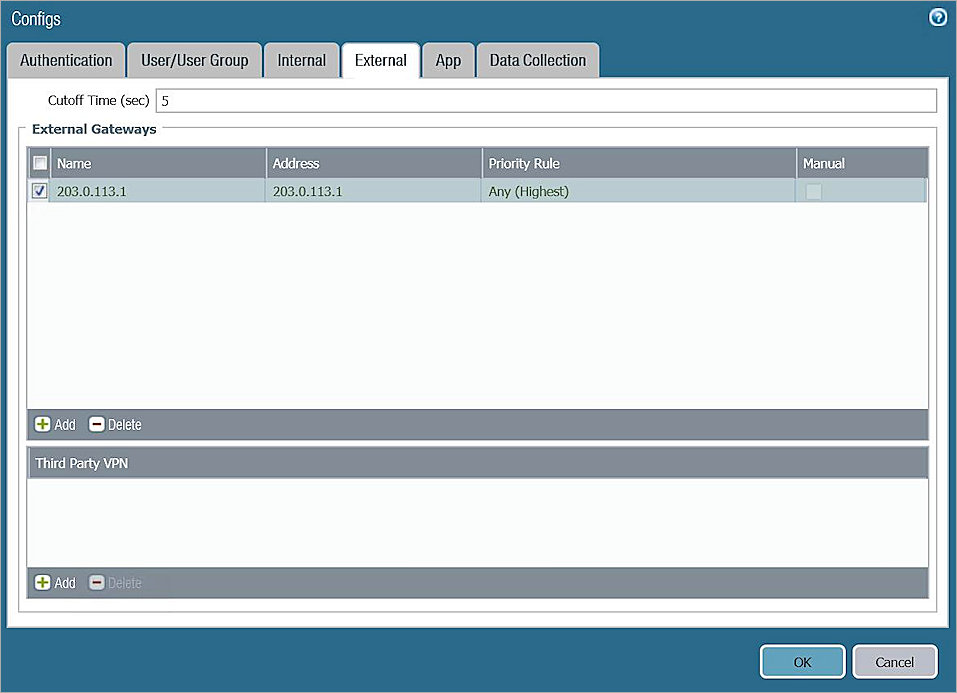 Configs
Authentication User/User Group Internal External App Data Collection
Cutoff Time (sec) 5
External Gateways
Name Address Priority Rule Manual
203.0.113.1 203.0.113.1 Any (Highest)
Add Delete
Third Party VPN
Add Delete
OK Cancel